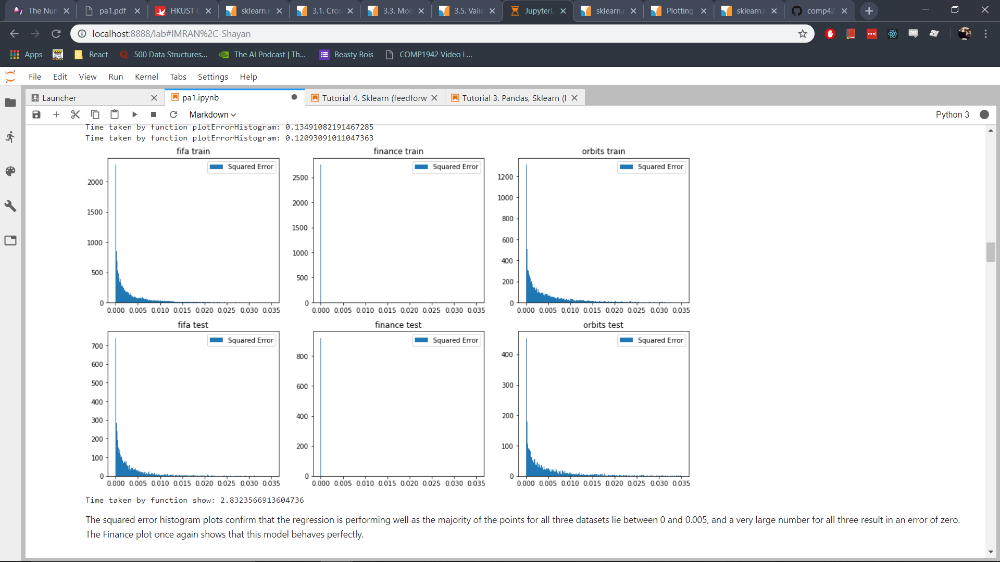 The Nun
pa1.pdf
HKUST C
sklearn.r
3.1. Cros
3.3. Mod
3.5. Valid
JupyterL
sklearn.r
Plotting
sklearn.r
comp42
localhost:8888/lab#IMRAN%2C-Shayan
Apps
React
500 Data Structures...
The AI Podcast | Th...
Beasty Bois
COMP1942 Video L...
File Edit View Run Kernel Tabs Settings Help
Launcher
pa1.ipynb
Tutorial 4. Sklearn (feedforw
Tutorial 3. Pandas, Sklearn (l
Markdown
Python 3
Time taken by function plotErrorHistogram: 0.13491082191467285
Time taken by function plotErrorHistogram: 0.12093091011047363
fifa train
Squared Error
2000
1500
1000
500
0
0.000 0.005 0.010 0.015 0.020 0.025 0.030 0.035
finance train
Squared Error
2500
2000
1500
1000
500
0
0.000 0.005 0.010 0.015 0.020 0.025 0.030 0.035
orbits train
Squared Error
1200
1000
800
600
400
200
0
0.000 0.005 0.010 0.015 0.020 0.025 0.030 0.035
fifa test
Squared Error
700
600
500
400
300
200
100
0
0.000 0.005 0.010 0.015 0.020 0.025 0.030 0.035
finance test
Squared Error
800
600
400
200
0
0.000 0.005 0.010 0.015 0.020 0.025 0.030 0.035
orbits test
Squared Error
400
300
200
100
0
0.000 0.005 0.010 0.015 0.020 0.025 0.030 0.035
Time taken by function show: 2.8323566913604736
The squared error histogram plots confirm that the regression is performing well as the majority of the points for all three datasets lie between 0 and 0.005, and a very large number for all three result in an error of zero.
The Finance plot once again shows that this model behaves perfectly.